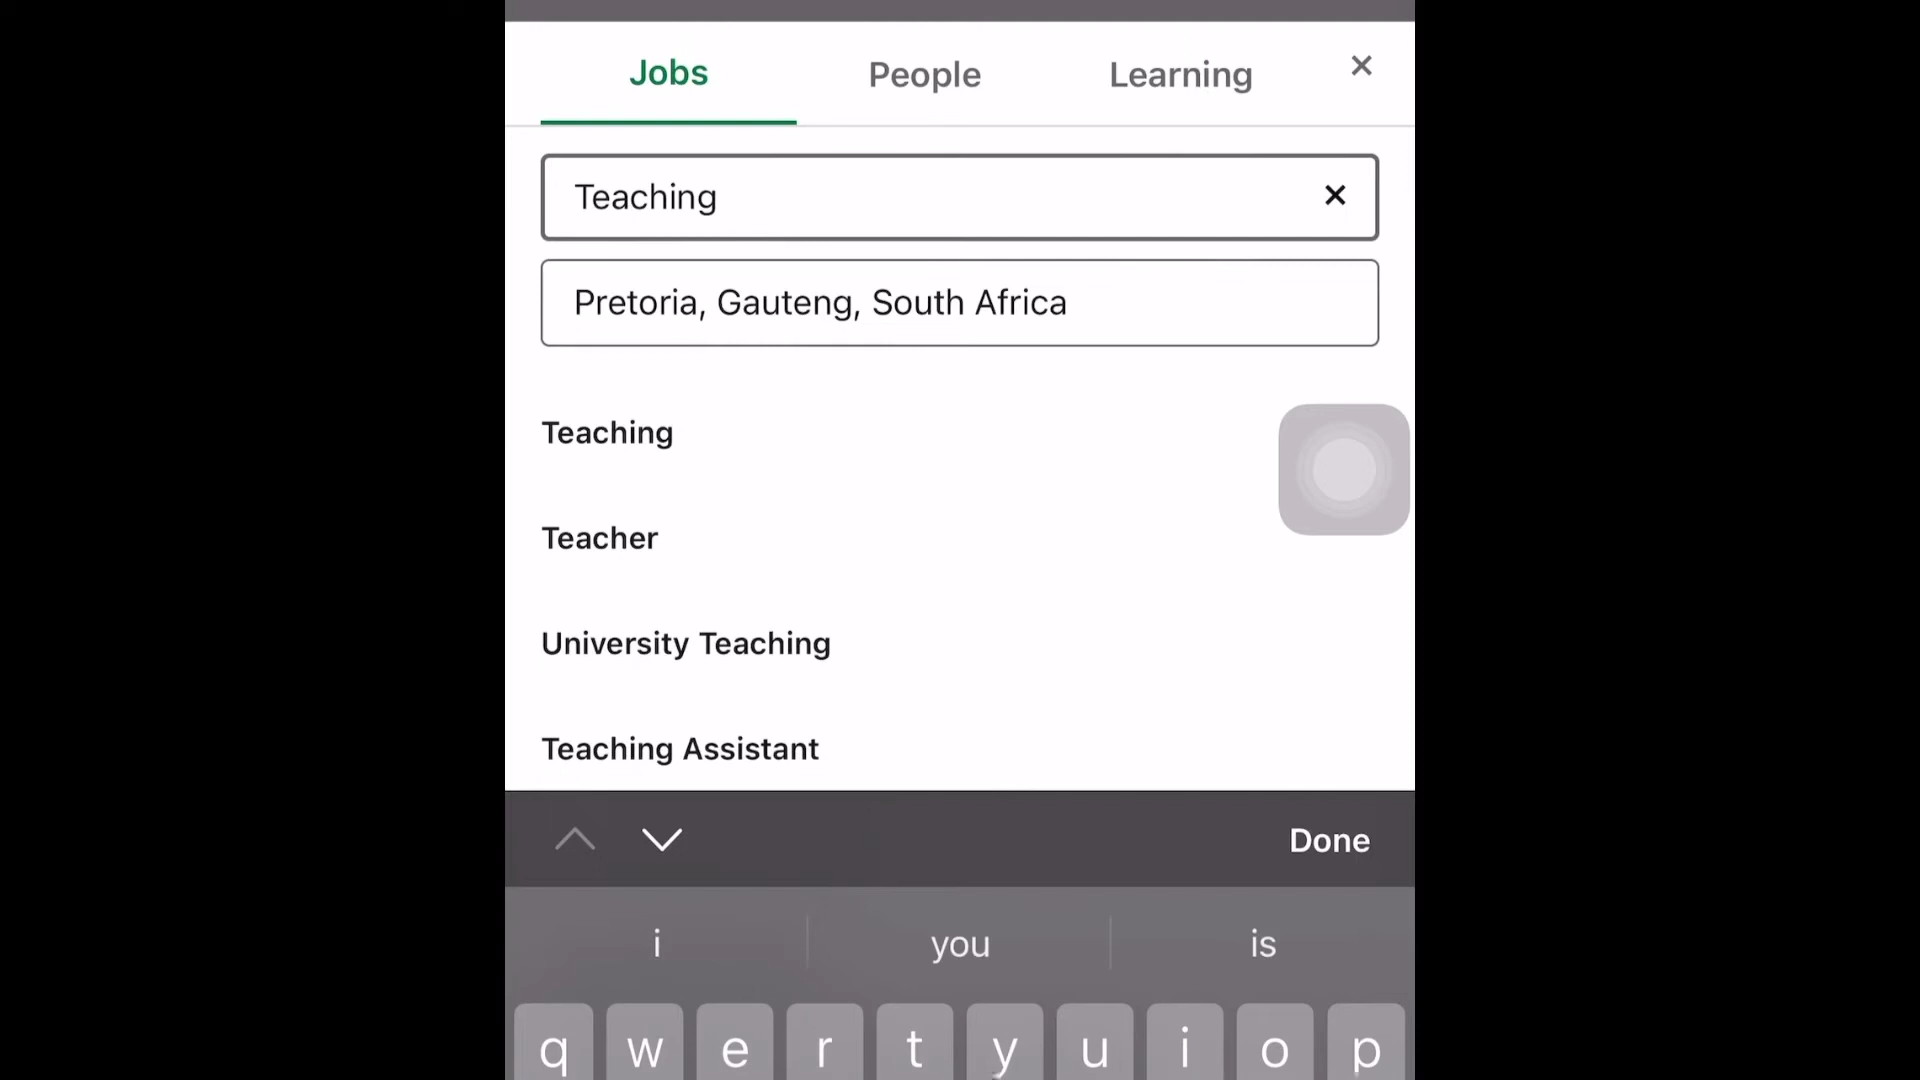 Jobs People Learning
Teaching
Pretoria, Gauteng, South Africa
Teaching
Teacher
University Teaching
Teaching Assistant
Done
i you is
q w e r t y u i o p